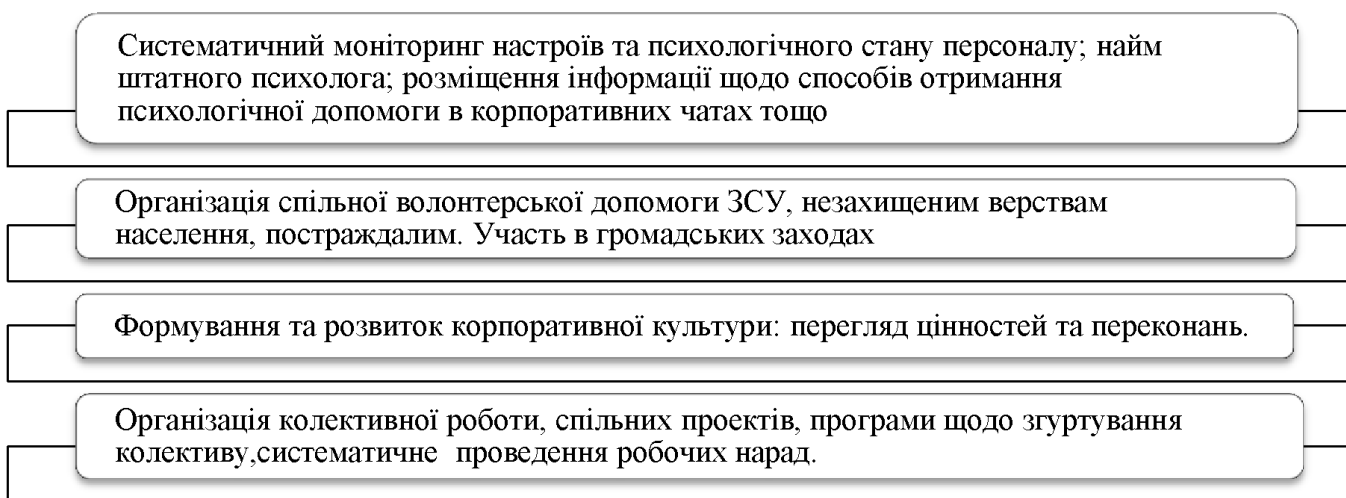 Систематичний моніторинг настроїв та психологічного стану персоналу; найм
штатного психолога; розміщення інформації щодо способів отримання
психологічної допомоги в корпоративних чатах тощо
Організація спільної волонтерської допомоги ЗСУ, незахищеним верствам
населення, постраждалим. Участь в громадських заходах
Формування та розвиток корпоративної культури: перегляд цінностей та переконань.
Організація колективної роботи, спільних проектів, програми щодо згуртування
колективу,систематичне  проведення робочих нарад.